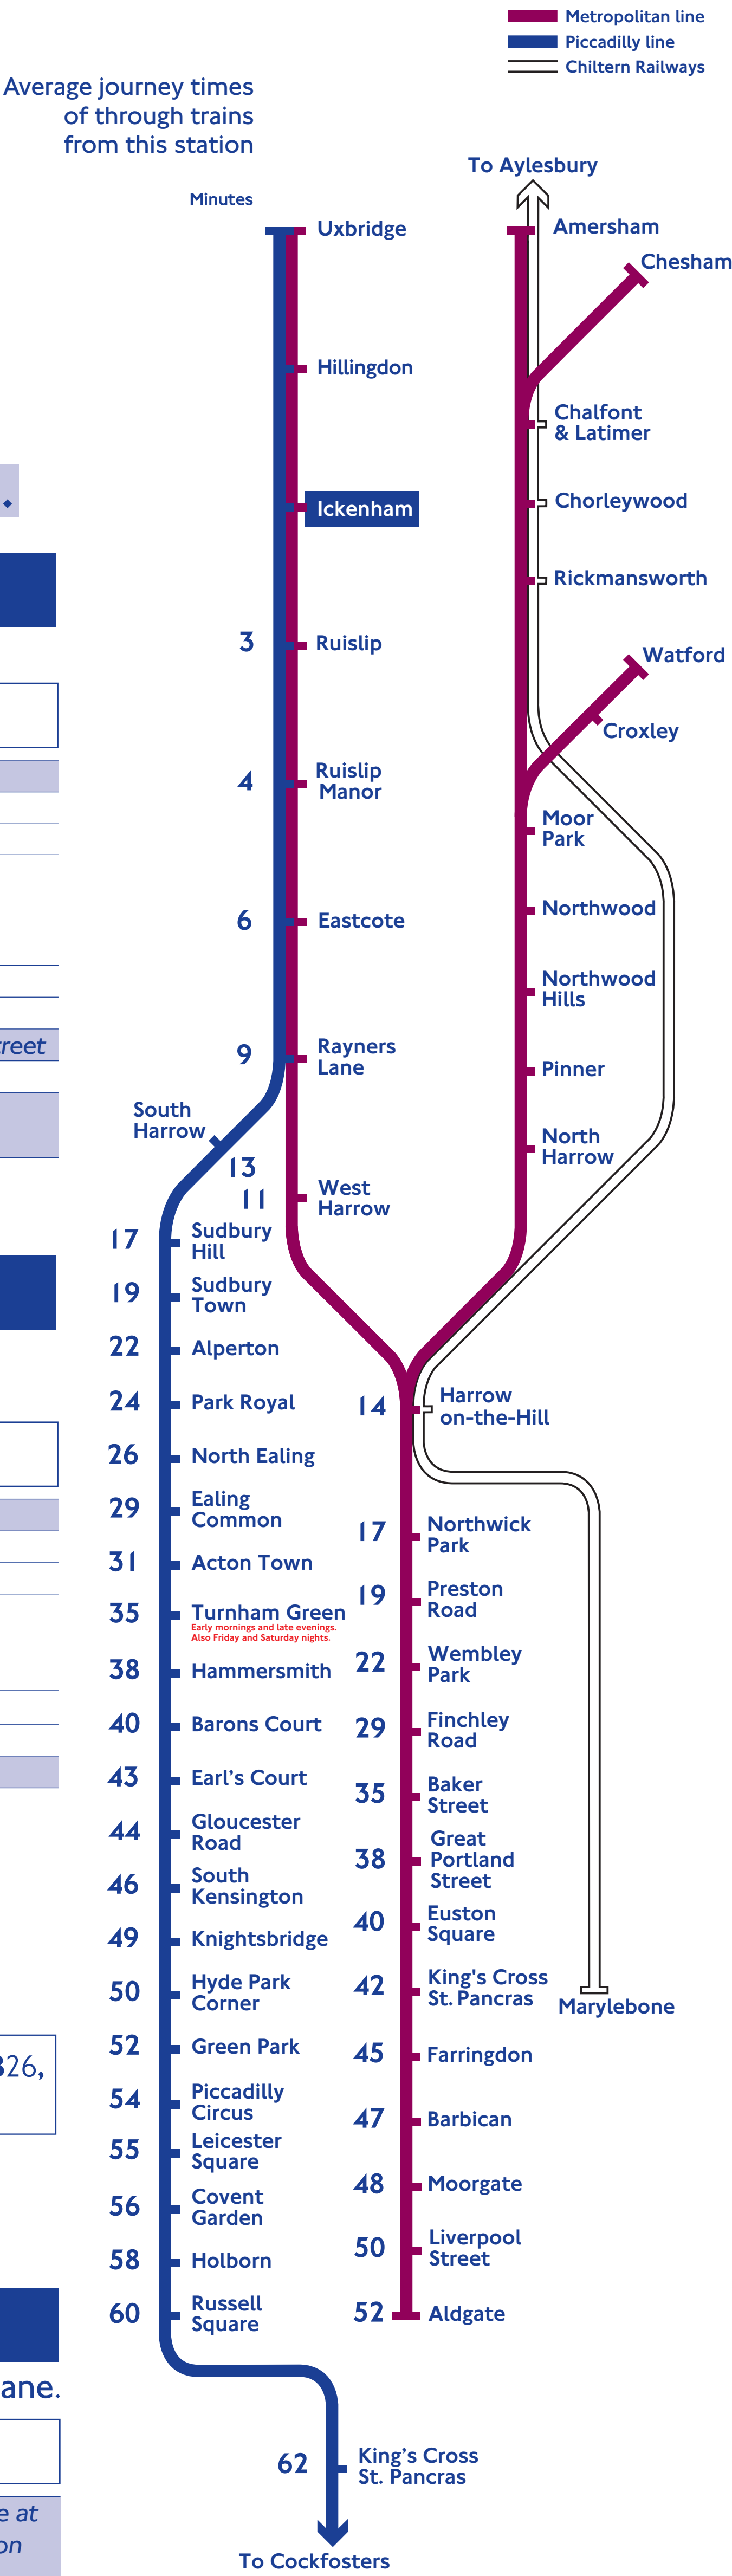 Metropolitan line
Piccadilly line
Chiltern Railways
Average journey times
of through trains
from this station
Minutes
To Aylesbury
Uxbridge
Amersham
Chesham
Hillingdon
Chalfont
& Latimer
Ickenham
Chorleywood
Rickmansworth
3 Ruislip
Watford
Croxley
4 Ruislip
Manor
Moor
Park
6 Eastcote
Northwood
Northwood
Hills
9 Rayners
Lane
Pinner
South
Harrow
13
North
Harrow
11 West
Harrow
17 Sudbury
Hill
19 Sudbury
Town
22 Alperton
24 Park Royal
14 Harrow
on-the-Hill
26 North Ealing
29 Ealing
Common
31 Acton Town
35 Turnham Green
Early mornings and late evenings.
Also Friday and Saturday nights.
38 Hammersmith
40 Barons Court
43 Earl's Court
44 Gloucester
Road
46 South
Kensington
49 Knightsbridge
50 Hyde Park
Corner
52 Green Park
54 Piccadilly
Circus
55 Leicester
Square
56 Covent
Garden
58 Holborn
60 Russell
Square
62 King's Cross
St. Pancras
To Cockfosters
17 Northwick
Park
19 Preston
Road
22 Wembley
Park
29 Finchley
Road
35 Baker
Street
38 Great
Portland
Street
40 Euston
Square
42 King's Cross
St. Pancras
45 Farringdon
47 Barbican
48 Moorgate
50 Liverpool
Street
52 Aldgate
Marylebone
reet
326,
ane.
e at
on